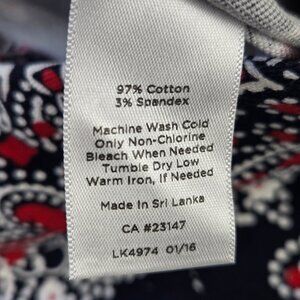 97% Cotton
3% Spandex
Machine Wash Cold
Only Non-Chlorine
Bleach When Needed
Tumble Dry Low
Warm Iron, If Needed
Made In Sri Lanka
CA #23147
LK4974 01/16